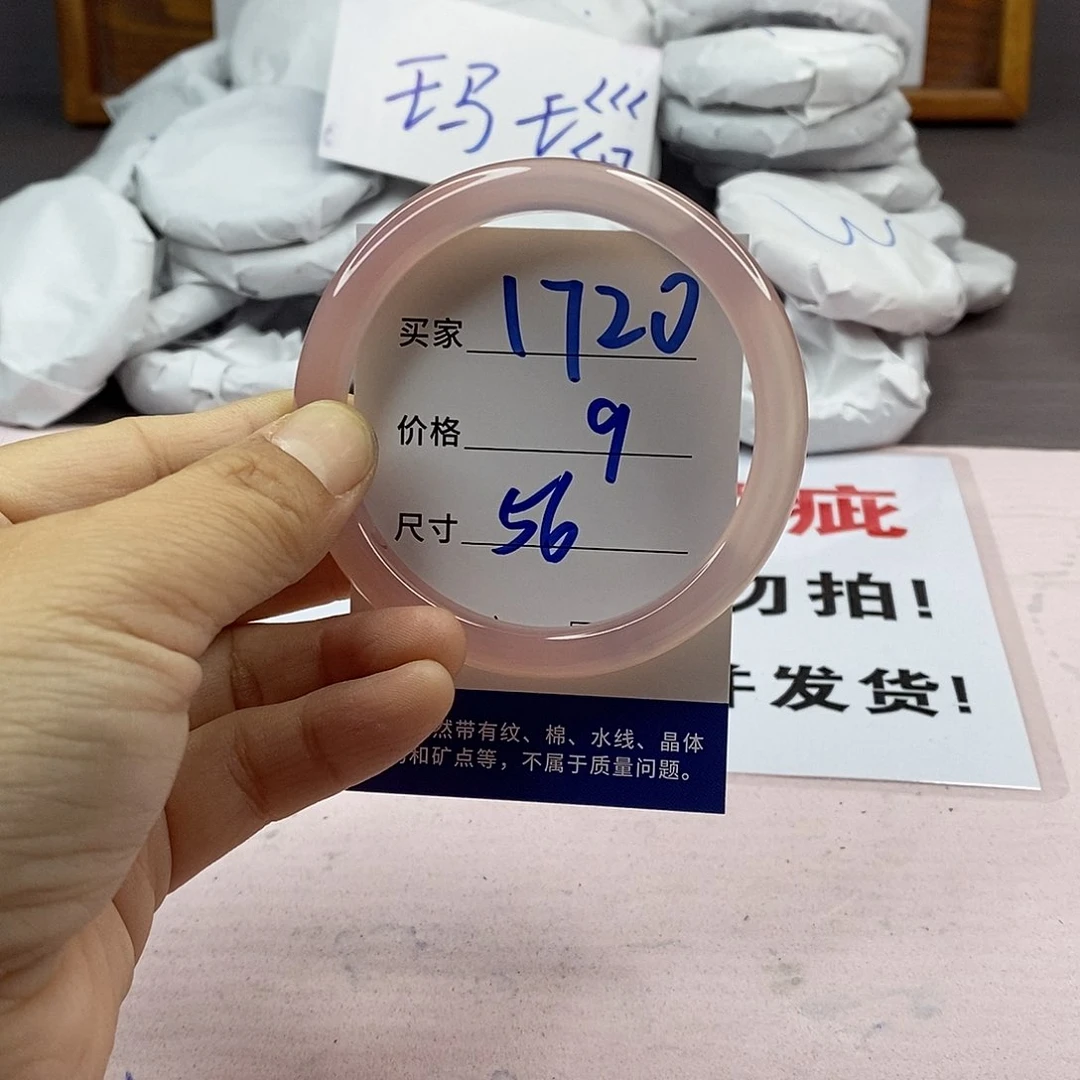 玛瑙
W
买家 1720
价格 9
尺寸 56
疵
勿拍!
并发货!
然带有纹、棉、水线、晶体
和矿点等，不属于质量问题。